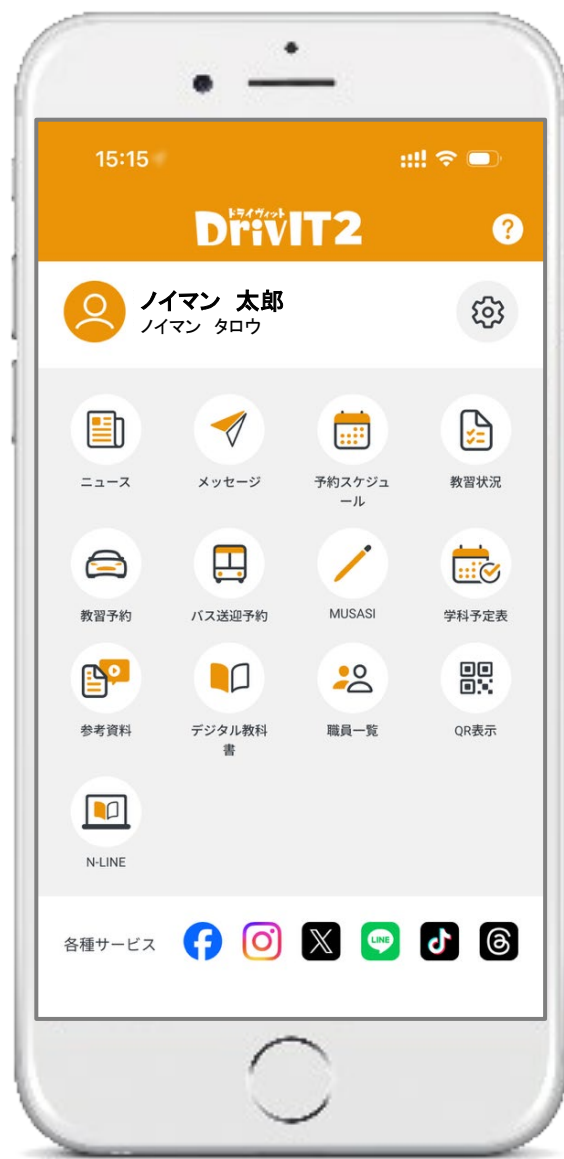 15:15
ドライヴィット
DrivIT2
?
ノイマン 太郎
ノイマン タロウ
ニュース
メッセージ
予約スケジュ
ール
教習状況
教習予約
バス送迎予約
MUSASI
学科予定表
参考資料
デジタル教科
書
職員一覧
QR表示
N-LINE
各種サービス
LINE